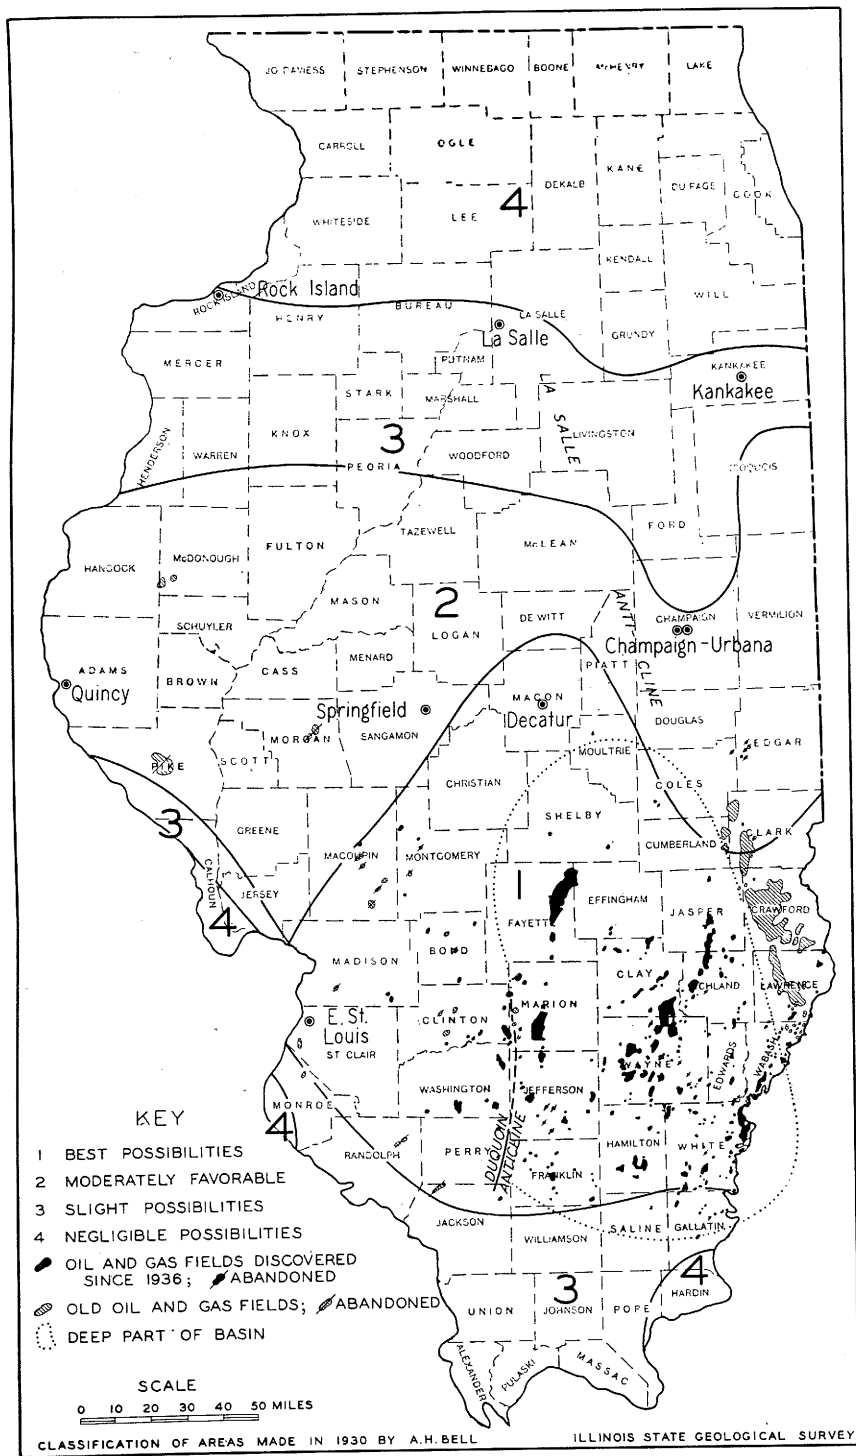 JO DAVIESS STEPHENSON WINNEBAGO BOONE McHENRY LAKE
CARROLL OGLE DEKALB KANE DU PAGE COOK
WHITESIDE LEE 4
KENDALL
ROCK ISLAND Rock Island HENRY BUREAU LA SALLE WILL
La Salle GRUNDY
MERCER PUTNAM KANKAKEE
Kankakee
STARK MARSHALL
HENDERSON WARREN KNOX 3 LA SALLE LIVINGSTON
PEORIA WOODFORD IROQUOIS
FORD
HANCOCK McDONOUGH FULTON TAZEWELL McLEAN
MASON 2 DE WITT ANTICLINE CHAMPAIGN VERMILION
SCHUYLER LOGAN
Champaign-Urbana
ADAMS BROWN CASS MENARD PIATT
Quincy Springfield MACON
Decatur
MORGAN SANGAMON DOUGLAS
PIKE SCOTT MOULTRIE EDGAR
CHRISTIAN COLES
3 GREENE SHELBY
MACOUPIN MONTGOMERY CUMBERLAND CLARK
CALHOUN JERSEY 1 EFFINGHAM
4 FAYETTE JASPER CRAWFORD
MADISON BOND
CLAY RICHLAND LAWRENCE
E. St. Louis CLINTON MARION
ST CLAIR
WAYNE EDWARDS WABASH
WASHINGTON JEFFERSON
MONROE
4 RANDOLPH PERRY DUQUOIN ANTICLINE HAMILTON WHITE
FRANKLIN
JACKSON WILLIAMSON SALINE GALLATIN
4
3 HARDIN
UNION JOHNSON POPE
ALEXANDER PULASKI MASSAC
KEY
1 BEST POSSIBILITIES
2 MODERATELY FAVORABLE
3 SLIGHT POSSIBILITIES
4 NEGLIGIBLE POSSIBILITIES
OIL AND GAS FIELDS DISCOVERED
SINCE 1936; ABANDONED
OLD OIL AND GAS FIELDS; ABANDONED
DEEP PART OF BASIN
SCALE
0 10 20 30 40 50 MILES
CLASSIFICATION OF AREAS MADE IN 1930 BY A.H. BELL ILLINOIS STATE GEOLOGICAL SURVEY